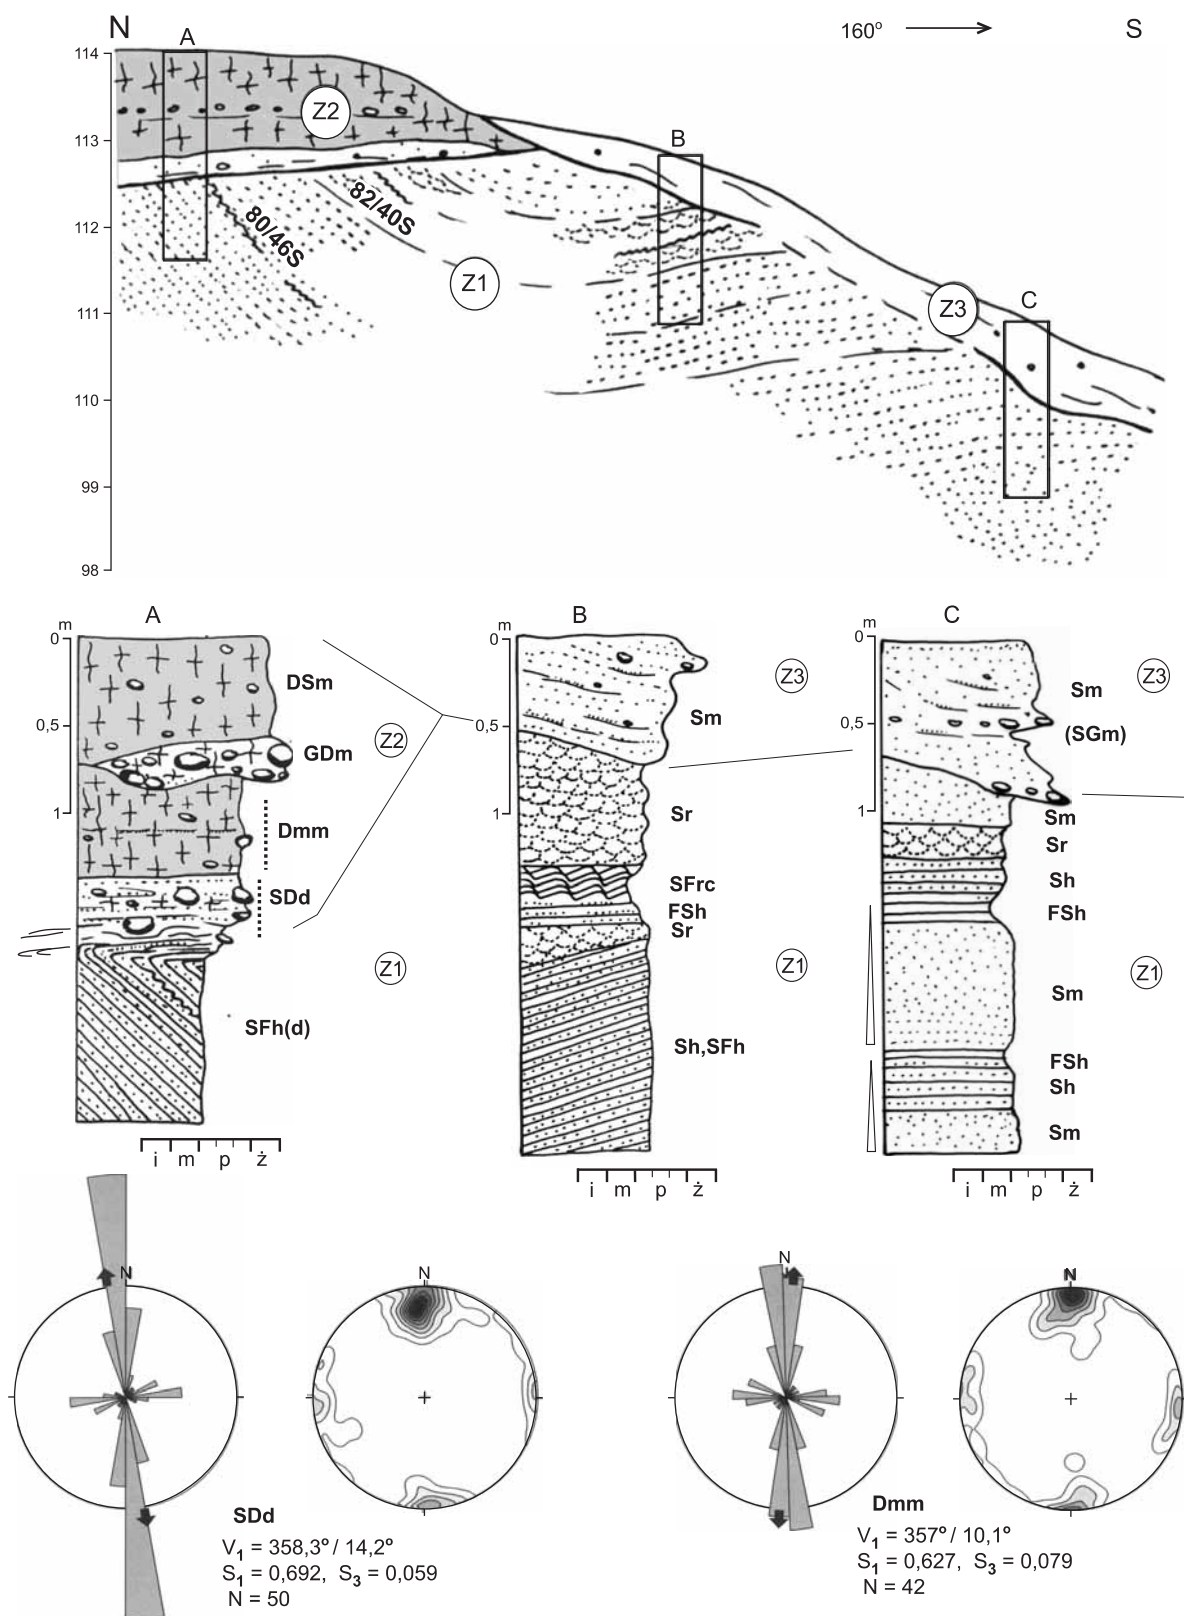 N
A
160°
S
114
113
112
111
110
99
98
Z2
B
82/40S
80/46S
Z1
Z3
C
A
B
C
m
0
0,5
1
DSm
GDm
Z2
Dmm
SDd
Z1
SFh(d)
i m p ż
m
0
0,5
1
Z3
Sm
Sr
SFrc
FSh
Sr
Z1
Sh,SFh
i m p ż
m
0
0,5
1
Z3
Sm
(SGm)
Sm
Sr
Sh
FSh
Sm
Z1
FSh
Sh
Sm
i m p ż
N
N
N
N
SDd
V1 = 358,3° / 14,2°
S1 = 0,692, S3 = 0,059
N = 50
Dmm
V1 = 357° / 10,1°
S1 = 0,627, S3 = 0,079
N = 42